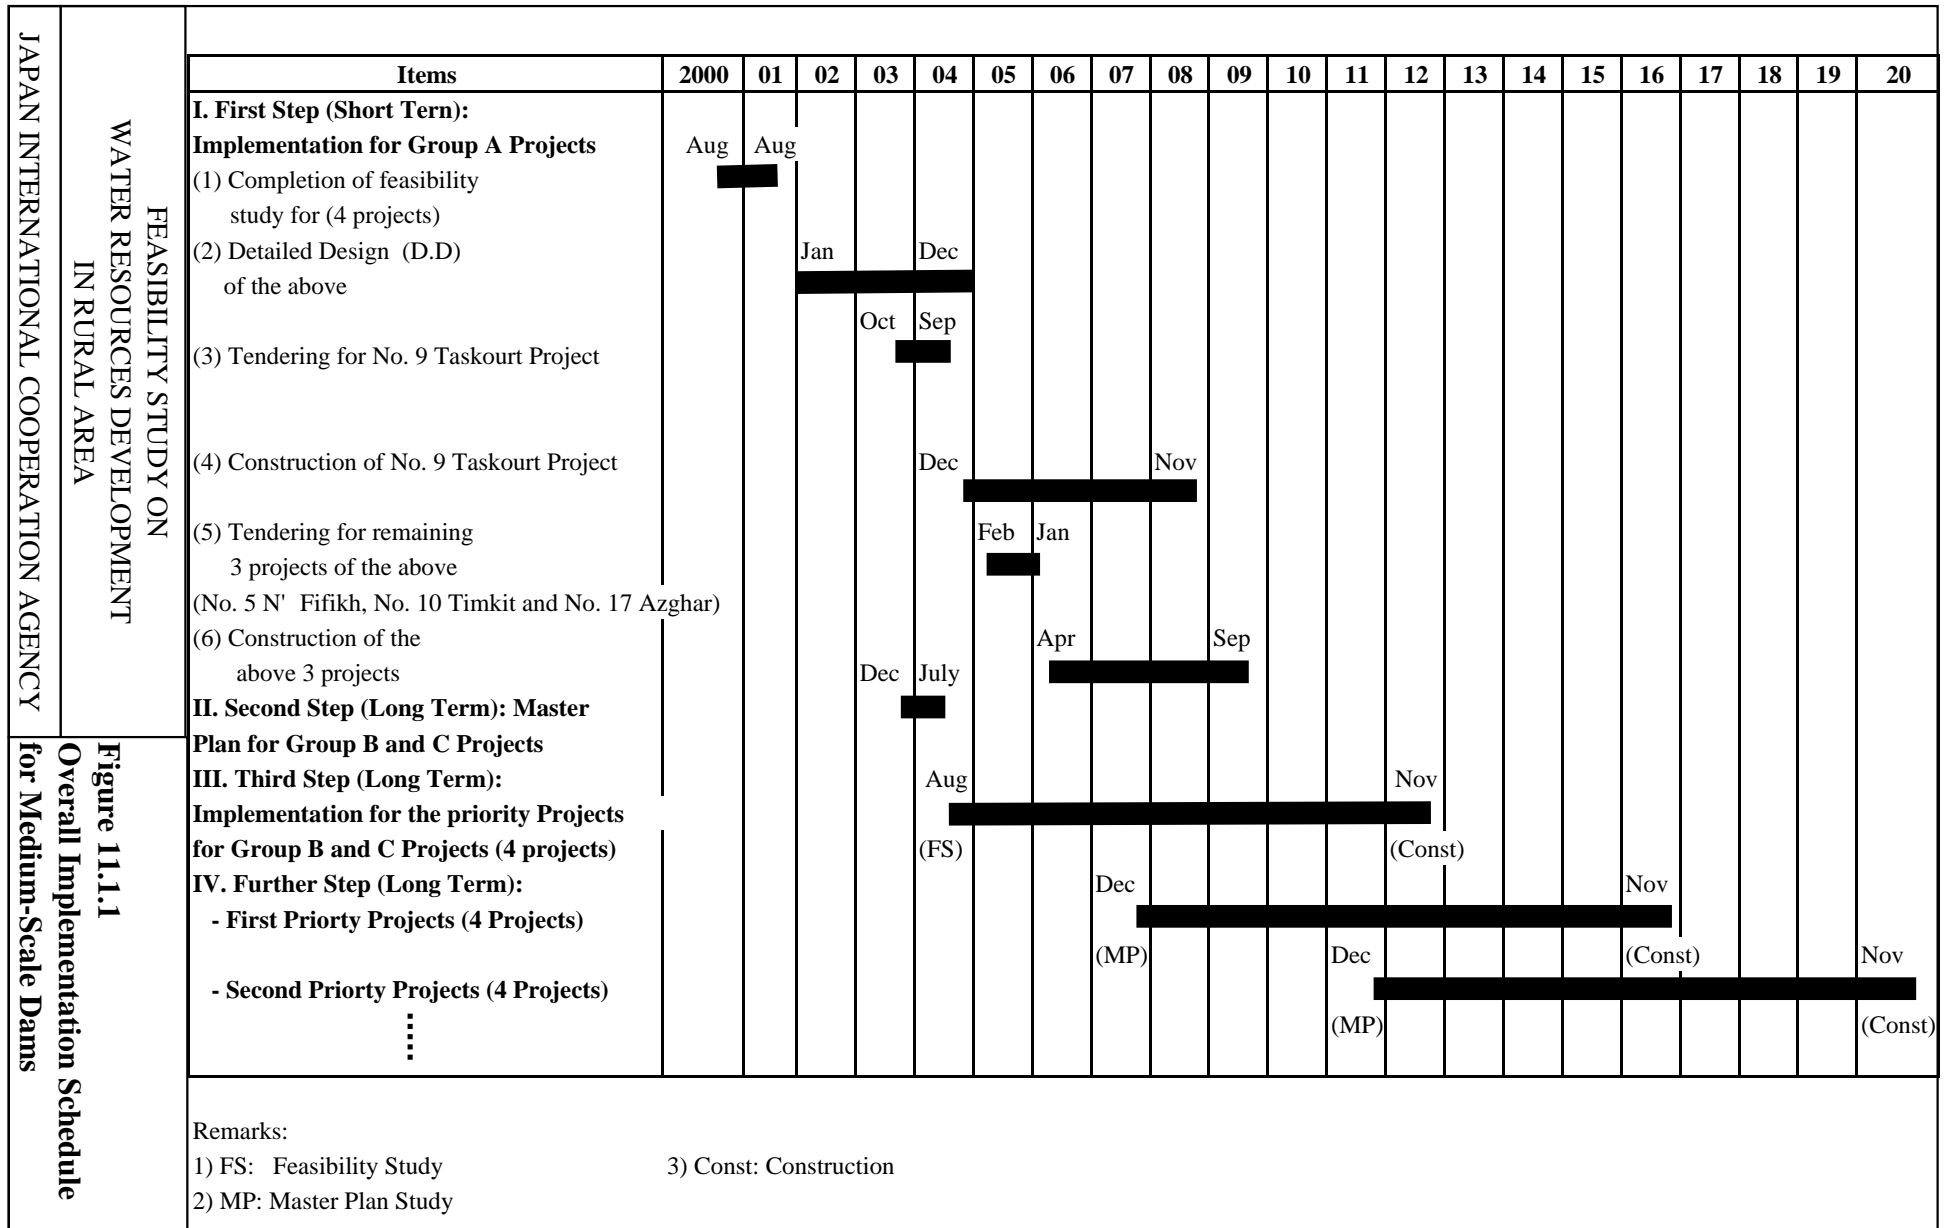 JAPAN INTERNATIONAL COOPERATION AGENCY
FEASIBILITY STUDY ON
WATER RESOURCES DEVELOPMENT
IN RURAL AREA
Figure 11.1.1
Overall Implementation Schedule
for Medium-Scale Dams
Items 2000 01 02 03 04 05 06 07 08 09 10 11 12 13 14 15 16 17 18 19 20
I. First Step (Short Tern):
Implementation for Group A Projects Aug Aug
(1) Completion of feasibility
study for (4 projects)
(2) Detailed Design (D.D) Jan Dec
of the above
Oct Sep
(3) Tendering for No. 9 Taskourt Project
(4) Construction of No. 9 Taskourt Project Dec Nov
(5) Tendering for remaining Feb Jan
3 projects of the above
(No. 5 N' Fifikh, No. 10 Timkit and No. 17 Azghar)
(6) Construction of the Apr Sep
above 3 projects Dec July
II. Second Step (Long Term): Master
Plan for Group B and C Projects
III. Third Step (Long Term): Aug Nov
Implementation for the priority Projects
for Group B and C Projects (4 projects) (FS) (Const)
IV. Further Step (Long Term): Dec Nov
- First Priorty Projects (4 Projects)
(MP) Dec (Const) Nov
- Second Priorty Projects (4 Projects)
(MP) (Const)
Remarks:
1) FS: Feasibility Study 3) Const: Construction
2) MP: Master Plan Study